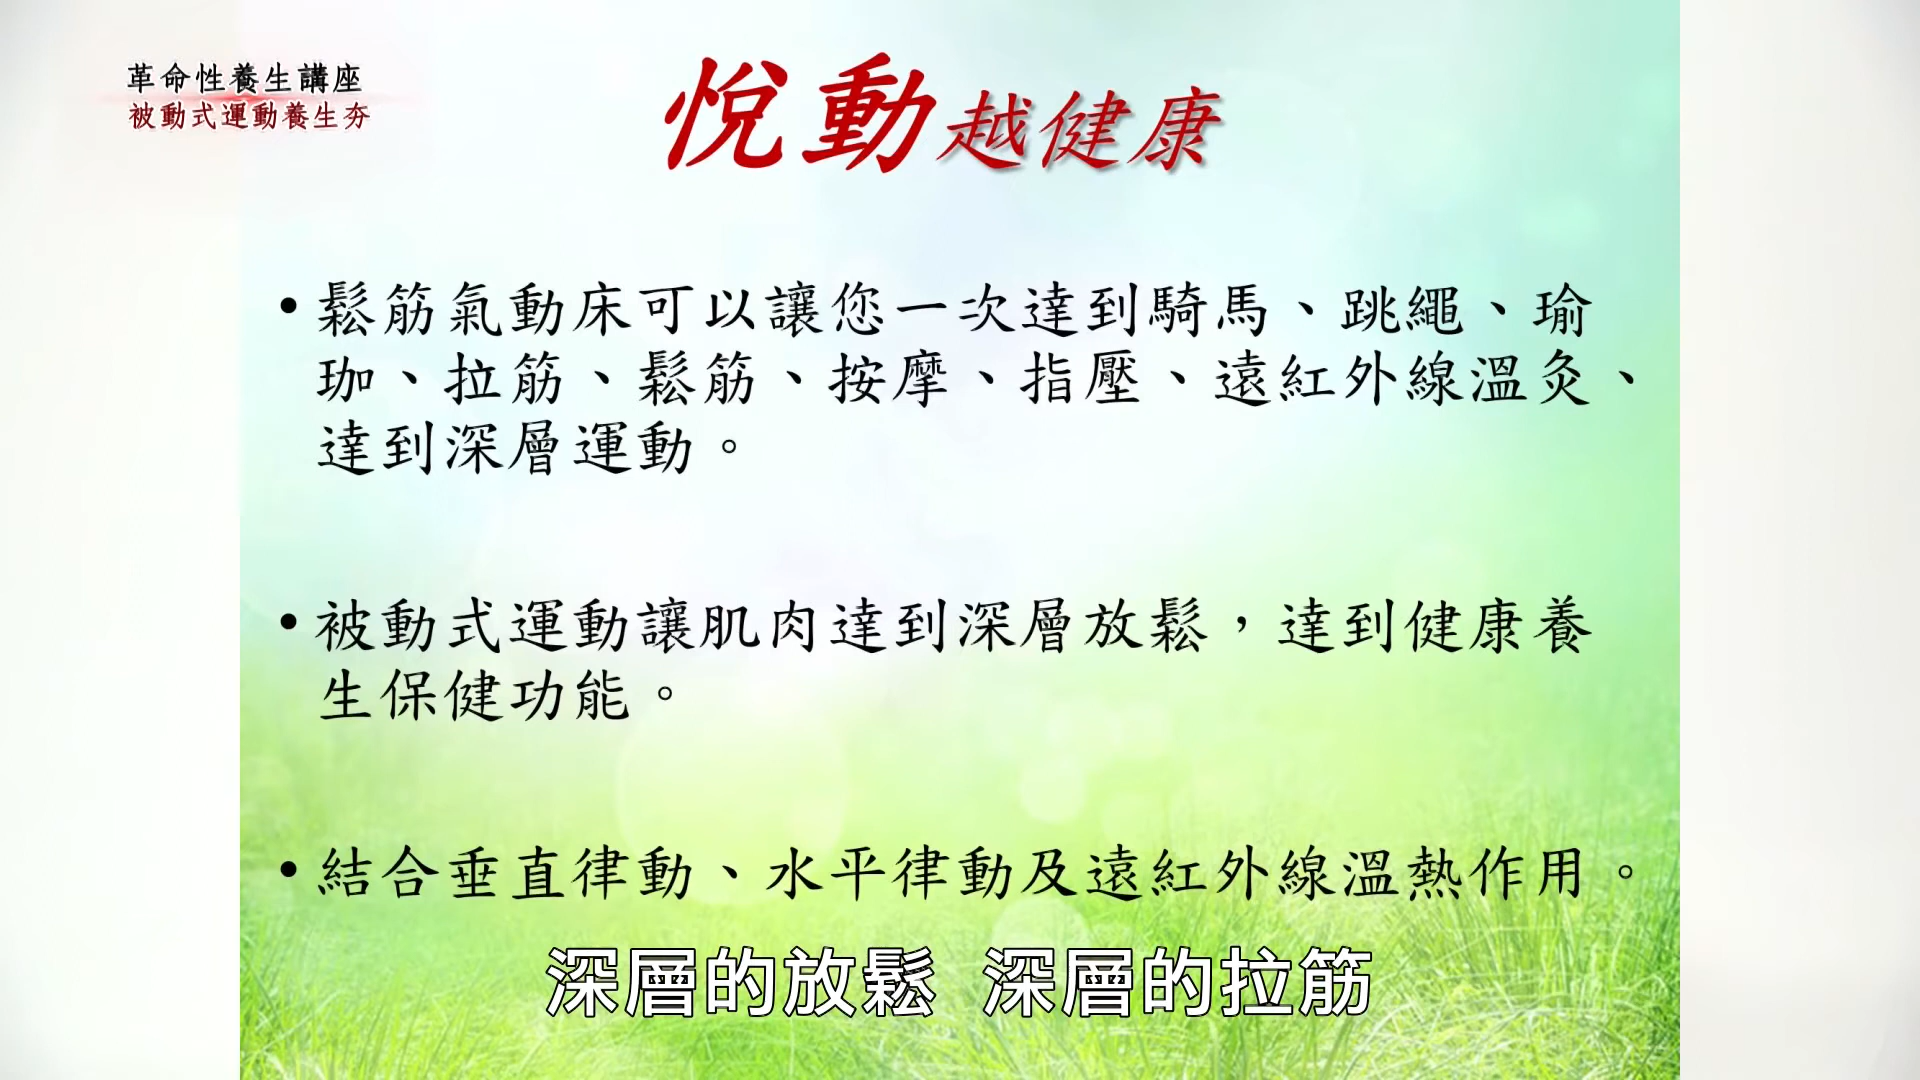 革命性養生講座
被動式運動養生夯
悅動越健康
•鬆筋氣動床可以讓您一次達到騎馬、跳繩、瑜
珈、拉筋、鬆筋、按摩、指壓、遠紅外線溫灸、
達到深層運動。
•被動式運動讓肌肉達到深層放鬆，達到健康養
生保健功能。
•結合垂直律動、水平律動及遠紅外線溫熱作用。
深層的放鬆 深層的拉筋